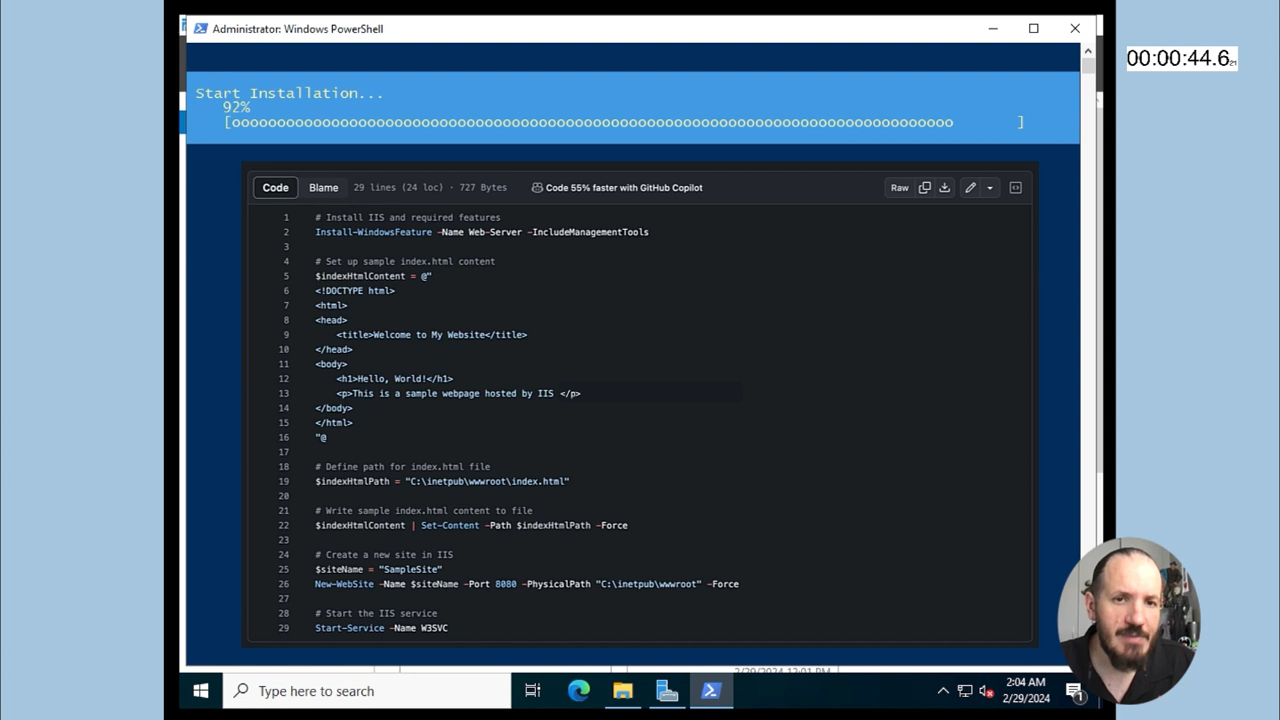 Administrator: Windows PowerShell
00:00:44.6
Start Installation...
92%
[oooooooooooooooooooooooooooooooooooooooooooooooooooooooooooooooooooooooooooooooo ]
Code Blame 29 lines (24 loc) · 727 Bytes Code 55% faster with GitHub Copilot Raw
1 # Install IIS and required features
2 Install-WindowsFeature -Name Web-Server -IncludeManagementTools
3
4 # Set up sample index.html content
5 $indexHtmlContent = @"
6 <!DOCTYPE html>
7 <html>
8 <head>
9 <title>Welcome to My Website</title>
10 </head>
11 <body>
12 <h1>Hello, World!</h1>
13 <p>This is a sample webpage hosted by IIS </p>
14 </body>
15 </html>
16 "@
17
18 # Define path for index.html file
19 $indexHtmlPath = "C:\inetpub\wwwroot\index.html"
20
21 # Write sample index.html content to file
22 $indexHtmlContent | Set-Content -Path $indexHtmlPath -Force
23
24 # Create a new site in IIS
25 $siteName = "SampleSite"
26 New-WebSite -Name $siteName -Port 8080 -PhysicalPath "C:\inetpub\wwwroot" -Force
27
28 # Start the IIS service
29 Start-Service -Name W3SVC
Type here to search
2:04 AM
2/29/2024
1